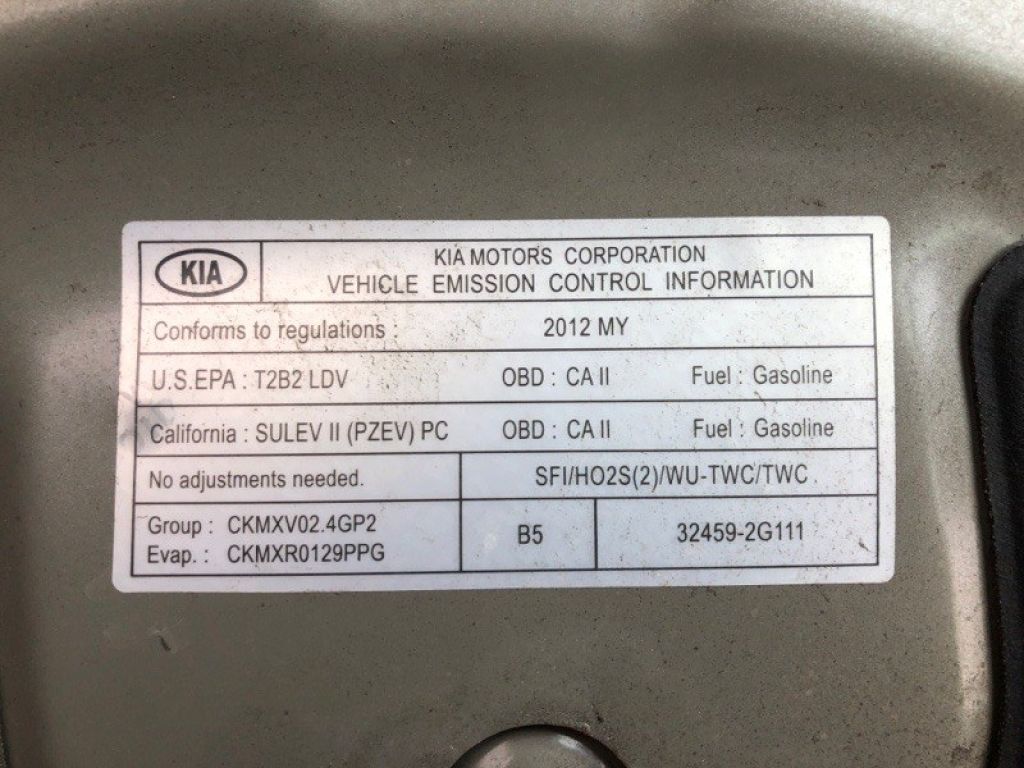 KIA
KIA MOTORS CORPORATION
VEHICLE EMISSION CONTROL INFORMATION
Conforms to regulations : 2012 MY
U.S.EPA : T2B2 LDV OBD : CA II Fuel : Gasoline
California : SULEV II (PZEV) PC OBD : CA II Fuel : Gasoline
No adjustments needed. SFI/HO2S(2)/WU-TWC/TWC
Group : CKMXV02.4GP2
Evap. : CKMXR0129PPG
B5
32459-2G111